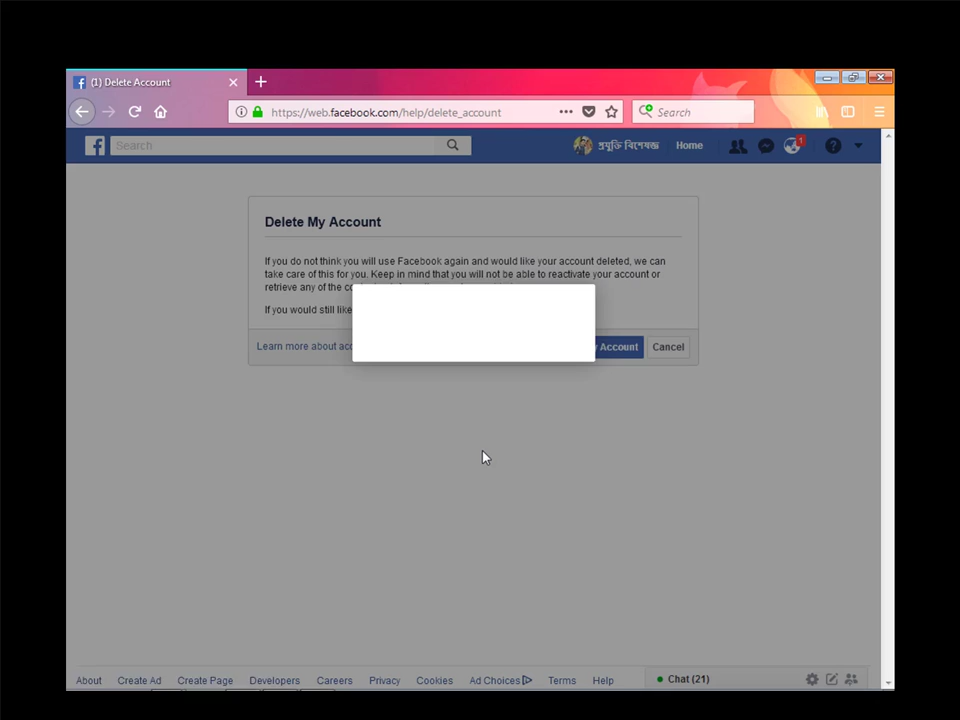 (1) Delete Account
https://web.facebook.com/help/delete_account
Search
Search
প্রযুক্তি বিশেষজ্ঞ
Home
1
Delete My Account
If you do not think you will use Facebook again and would like your account deleted, we can
take care of this for you. Keep in mind that you will not be able to reactivate your account or
retrieve any of the
If you would still like
Learn more about
Account
Cancel
About Create Ad Create Page Developers Careers Privacy Cookies Ad Choices Terms Help
Chat (21)